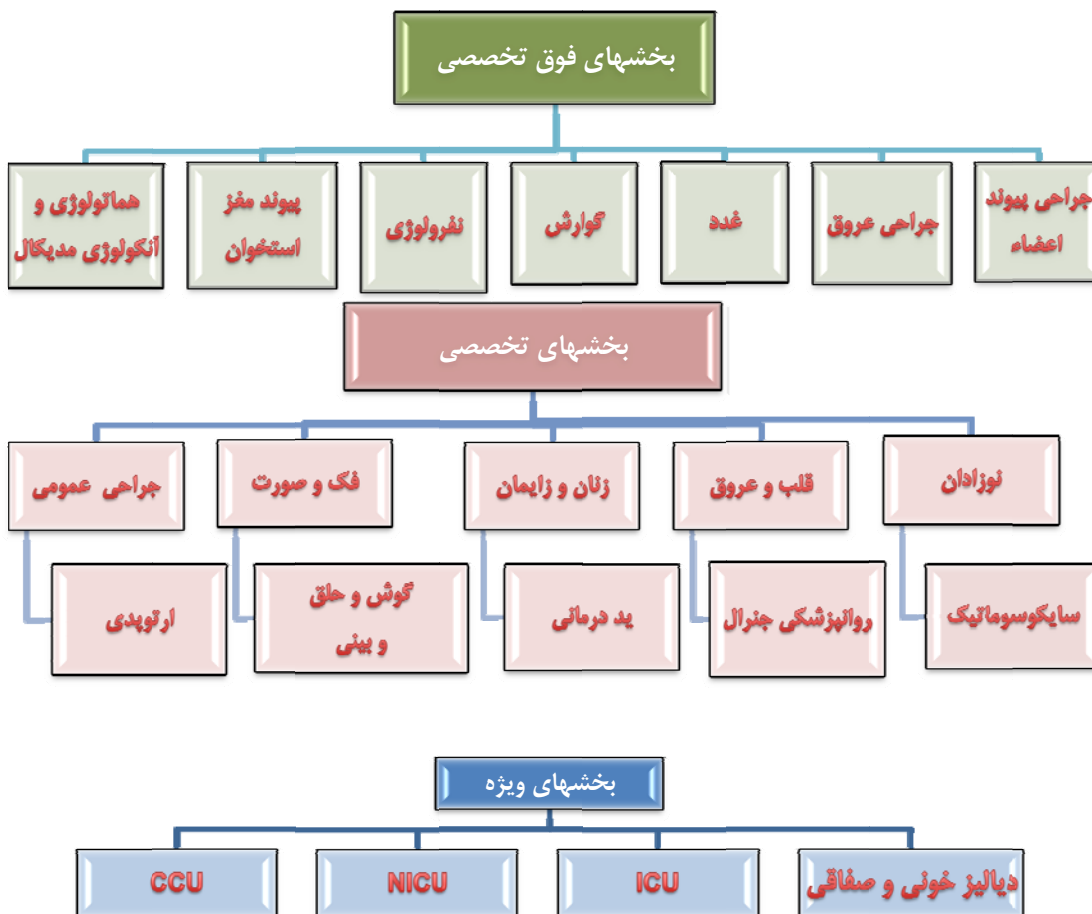 بخشهای فوق تخصصی
جراحی پیوند
اعضاء
جراحی عروق
غدد
گوارش
نفرولوژی
پیوند مغز
استخوان
هماتولوژی و
آنکولوژی مدیکال
بخشهای تخصصی
نوزادان
قلب و عروق
زنان و زایمان
فک و صورت
جراحی عمومی
سایکوسوماتیک
روانپزشکی جنرال
ید درمانی
گوش و حلق
و بینی
ارتوپدی
بخشهای ویژه
دیالیز خونی و صفاقی
ICU
NICU
CCU